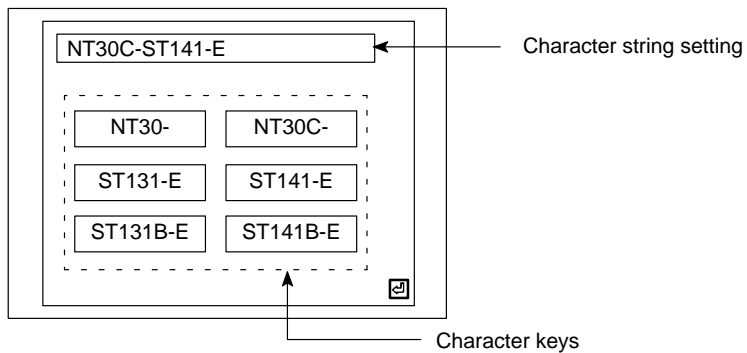 NT30C-ST141-E
Character string setting
NT30- NT30C-
ST131-E ST141-E
ST131B-E ST141B-E
Character keys